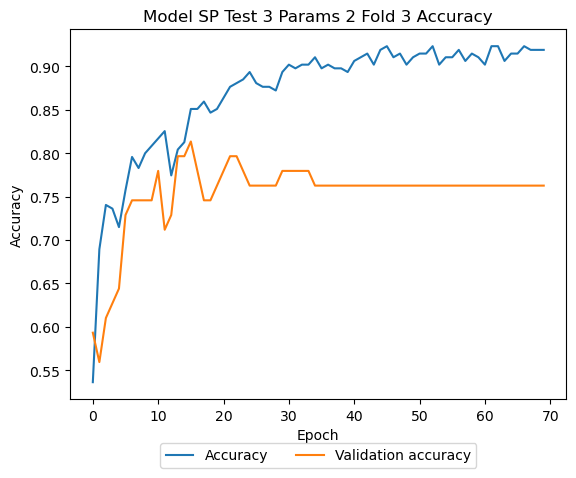 Model SP Test 3 Params 2 Fold 3 Accuracy
0.90
0.85
0.80
0.75
0.70
0.65
0.60
0.55
Accuracy
0 10 20 30 40 50 60 70
Epoch
Accuracy Validation accuracy